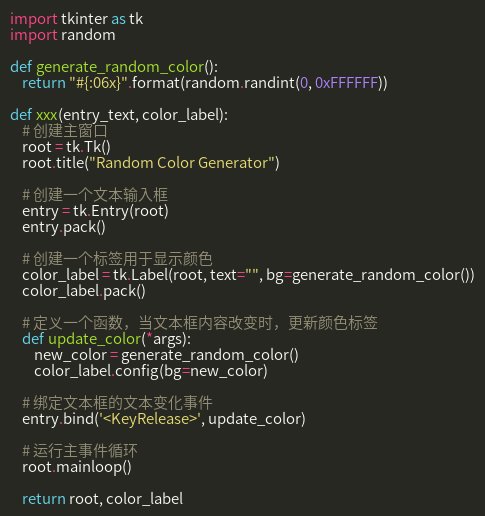 import tkinter as tk
import random
def generate_random_color():
return "#{:06x}".format(random.randint(0, 0xFFFFFF))
def xxx(entry_text, color_label):
# 创建主窗口
root = tk.Tk()
root.title("Random Color Generator")
# 创建一个文本输入框
entry = tk.Entry(root)
entry.pack()
# 创建一个标签用于显示颜色
color_label = tk.Label(root, text="", bg=generate_random_color())
color_label.pack()
# 定义一个函数，当文本框内容改变时，更新颜色标签
def update_color(*args):
new_color = generate_random_color()
color_label.config(bg=new_color)
# 绑定文本框的文本变化事件
entry.bind('<KeyRelease>', update_color)
# 运行主事件循环
root.mainloop()
return root, color_label